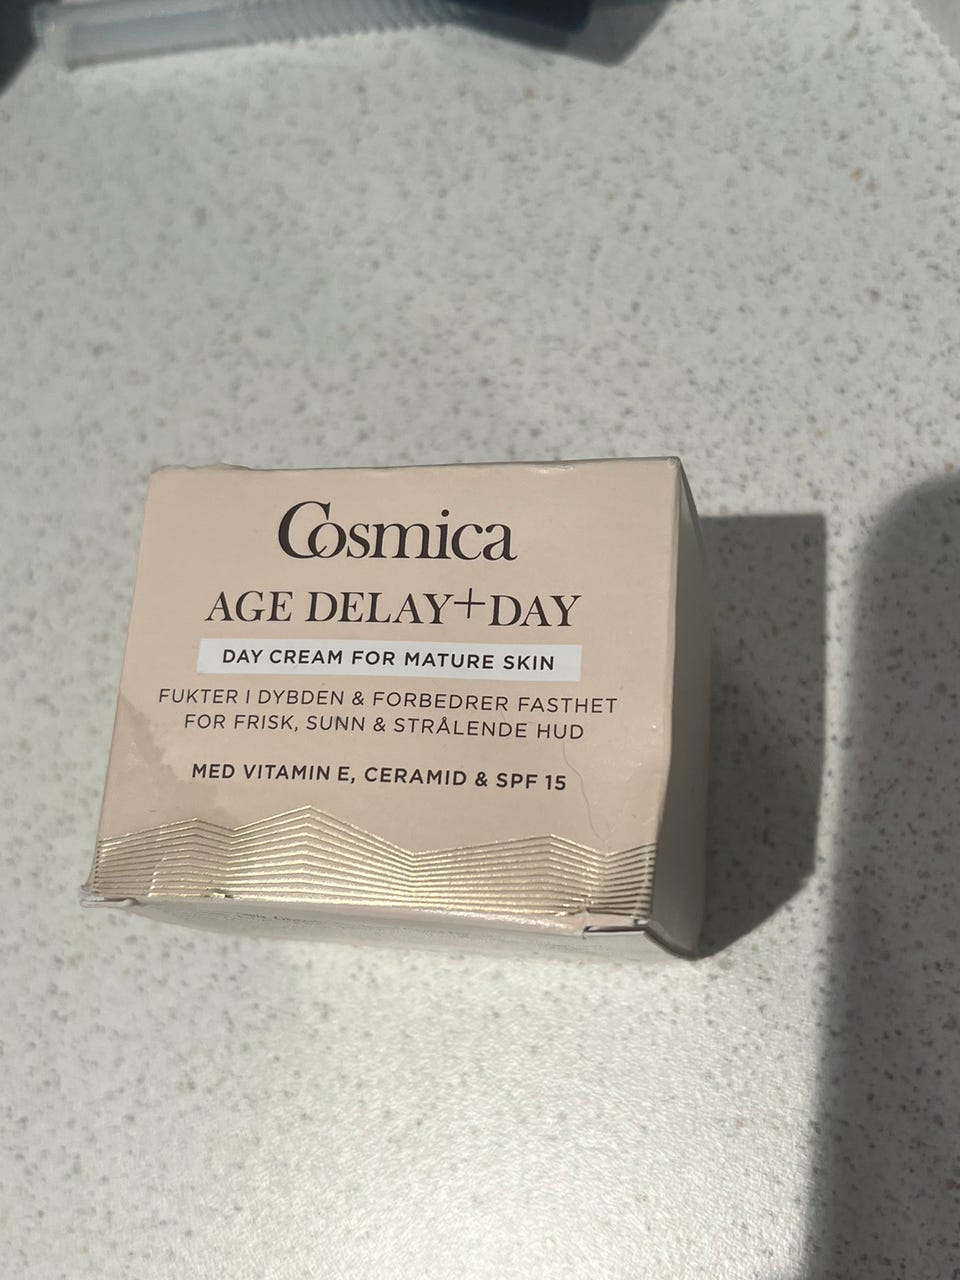 Cosmica
AGE DELAY+DAY
DAY CREAM FOR MATURE SKIN
FUKTER I DYBDEN & FORBEDRER FASTHET
FOR FRISK, SUNN & STRÅLENDE HUD
MED VITAMIN E, CERAMID & SPF 15